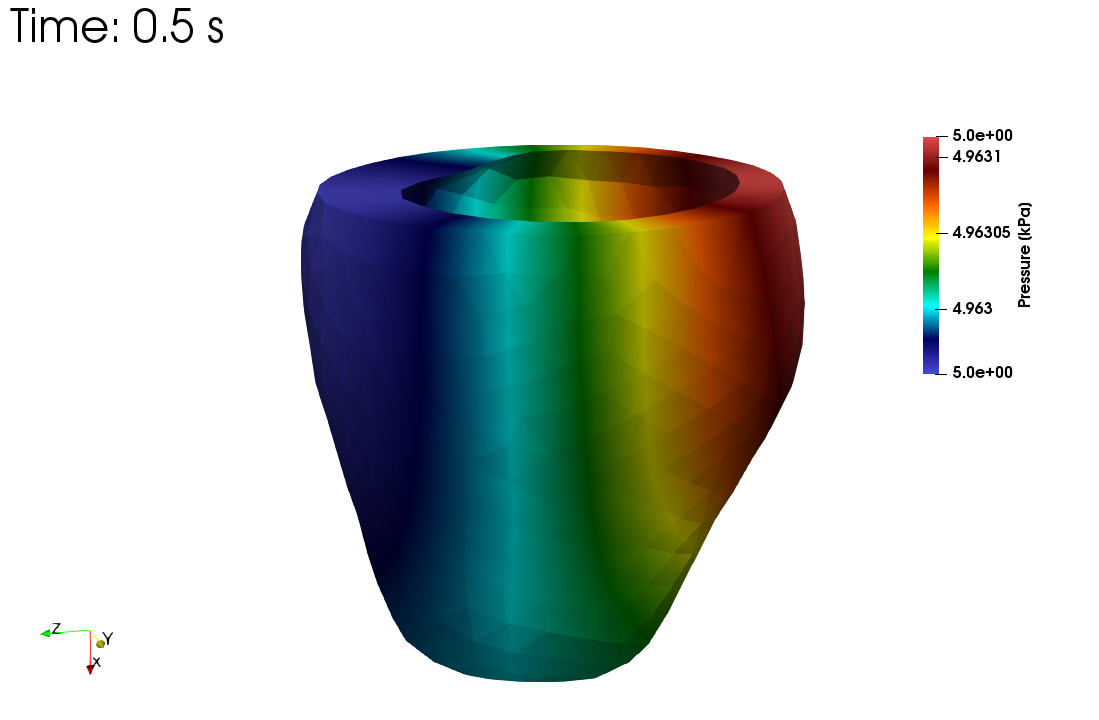 Time: 0.5 s
5.0e+00
4.9631
4.96305
4.963
5.0e+00
Pressure (kPa)
Z
Y
X